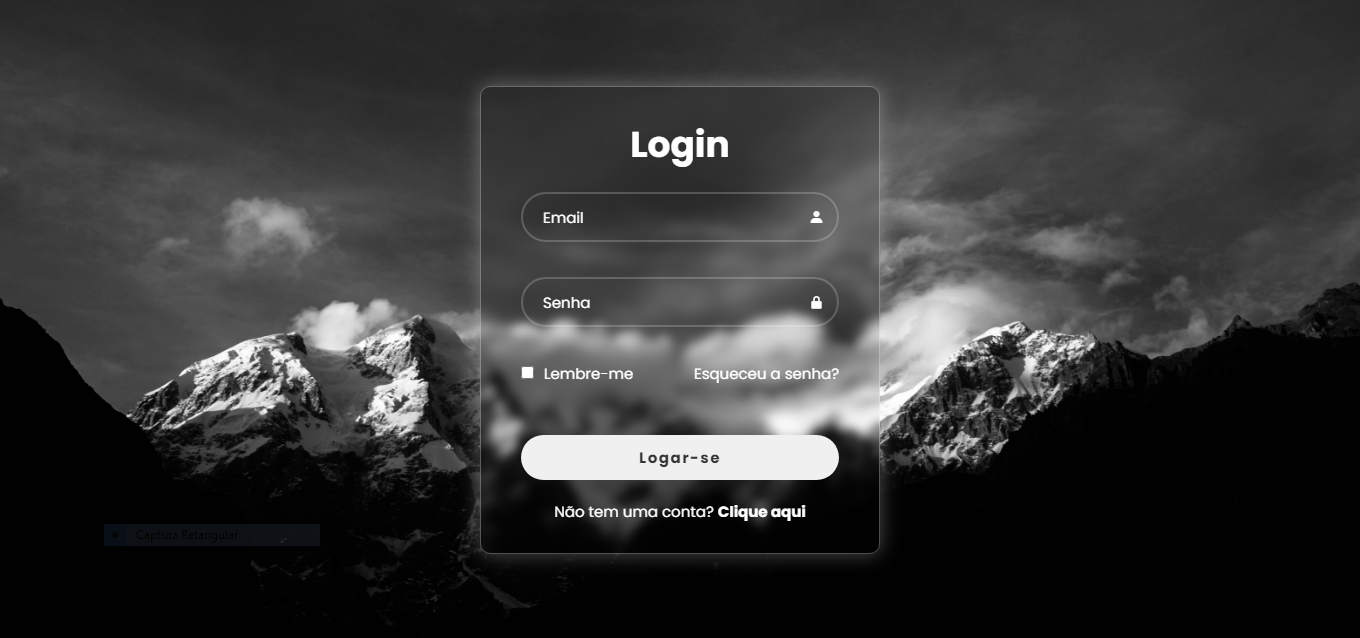 Login
Email
Senha
Lembre-me Esqueceu a senha?
Logar-se
Não tem uma conta? Clique aqui
Captura Retangular